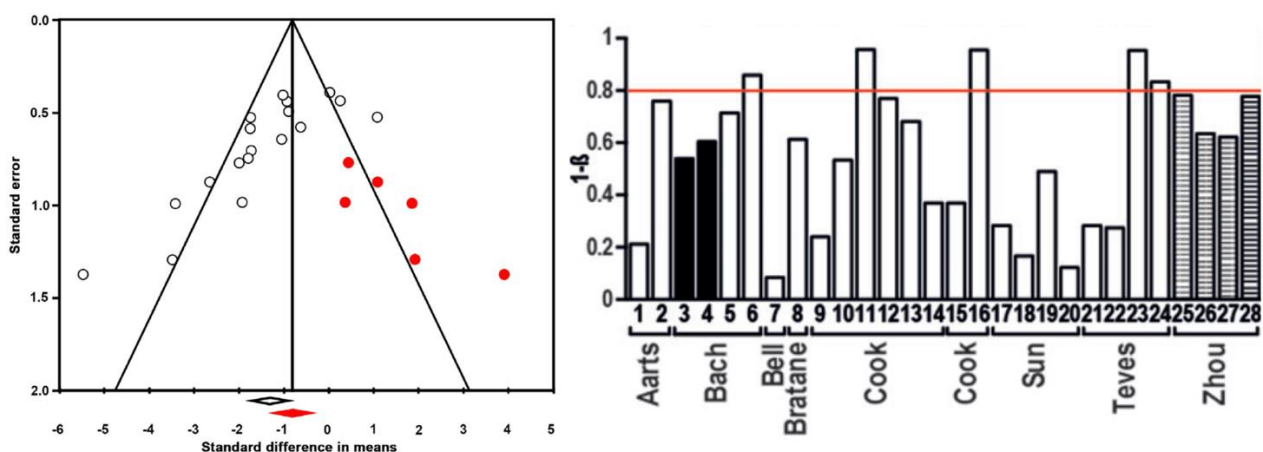 0.0
0.5
1.0
1.5
2.0
Standard error
-6 -5 -4 -3 -2 -1 0 1 2 3 4 5
Standard difference in means
1
0.8
0.6
0.4
0.2
0
1-ß
1 2 3 4 5 6 7 8 9 10 11 12 13 14 15 16 17 18 19 20 21 22 23 24 25 26 27 28
Aarts
Bach
Bell
Bratane
Cook
Cook
Sun
Teves
Zhou